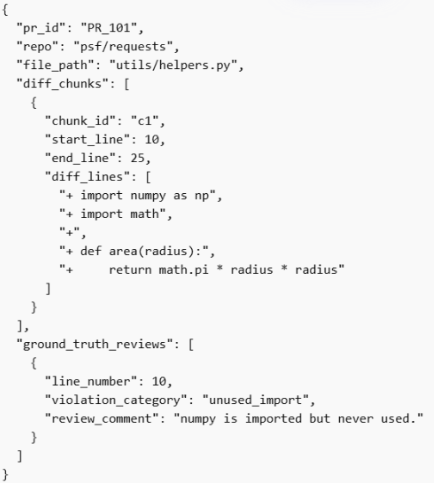 {
  "pr_id": "PR_101",
  "repo": "psf/requests",
  "file_path": "utils/helpers.py",
  "diff_chunks": [
    {
      "chunk_id": "c1",
      "start_line": 10,
      "end_line": 25,
      "diff_lines": [
        "+ import numpy as np",
        "+ import math",
        "+",
        "+ def area(radius):",
        "+     return math.pi * radius * radius"
      ]
    }
  ],
  "ground_truth_reviews": [
    {
      "line_number": 10,
      "violation_category": "unused_import",
      "review_comment": "numpy is imported but never used."
    }
  ]
}